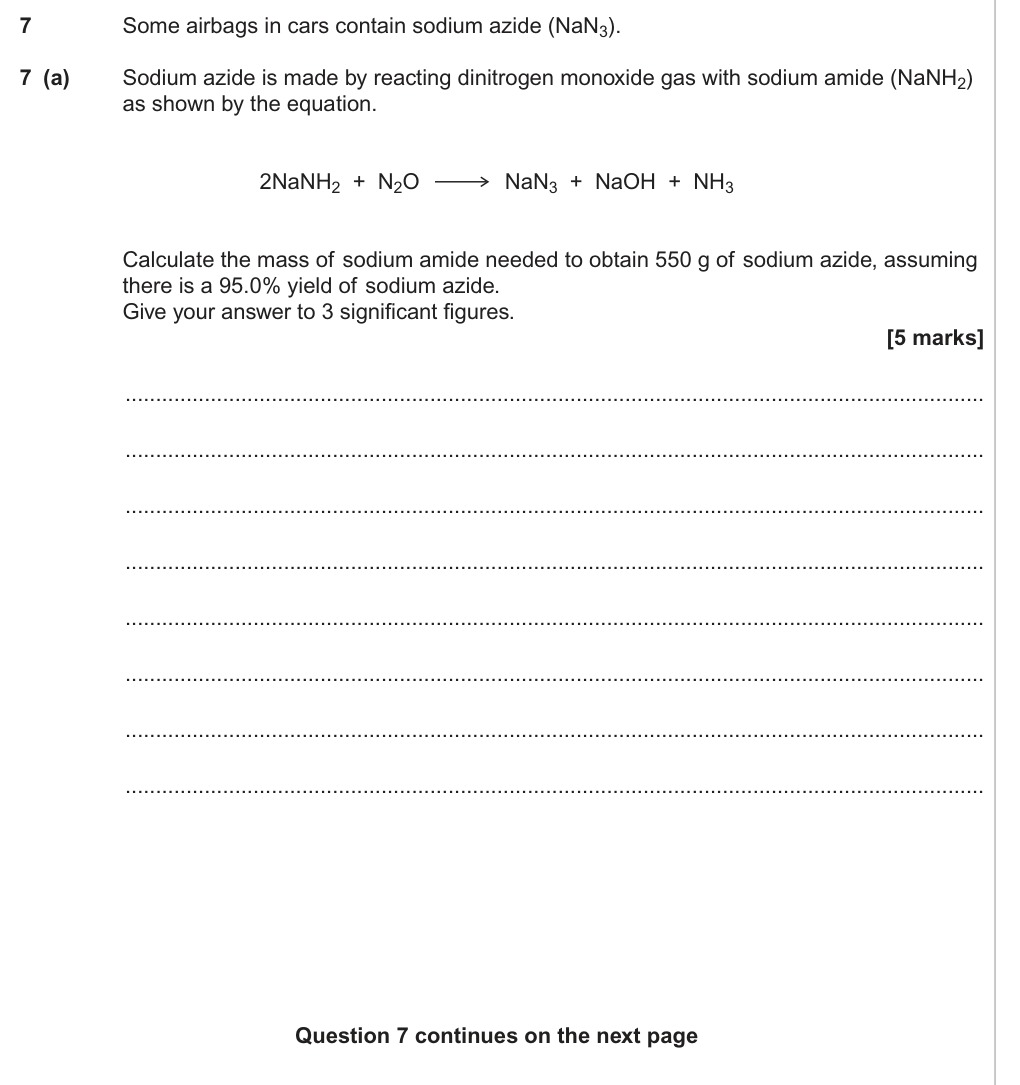 7 Some airbags in cars contain sodium azide (NaN₃).
7 (a) Sodium azide is made by reacting dinitrogen monoxide gas with sodium amide (NaNH₂)
as shown by the equation.
2NaNH₂ + N₂O ⟶ NaN₃ + NaOH + NH₃
Calculate the mass of sodium amide needed to obtain 550 g of sodium azide, assuming
there is a 95.0% yield of sodium azide.
Give your answer to 3 significant figures.
[5 marks]
Question 7 continues on the next page